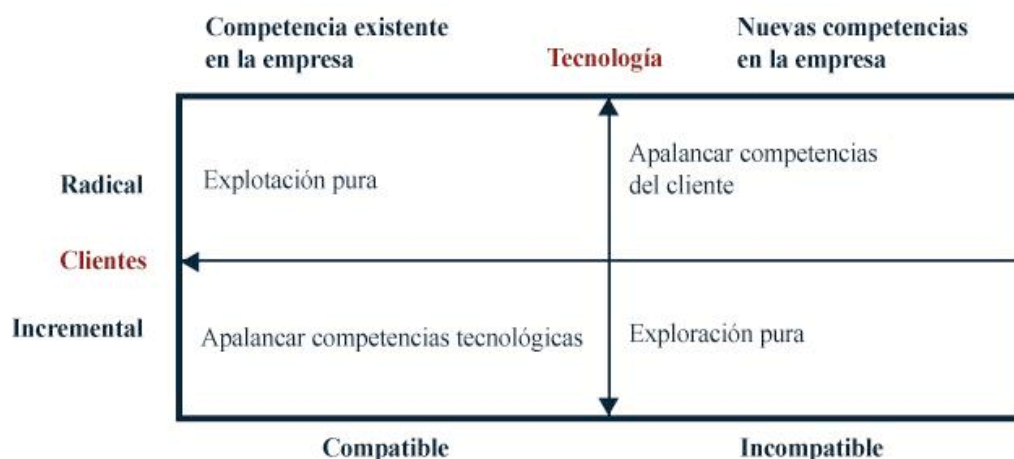 Competencia existente
en la empresa
Tecnología
Nuevas competencias
en la empresa
Radical
Explotación pura
Apalancar competencias
del cliente
Clientes
Incremental
Apalancar competencias tecnológicas
Exploración pura
Compatible
Incompatible